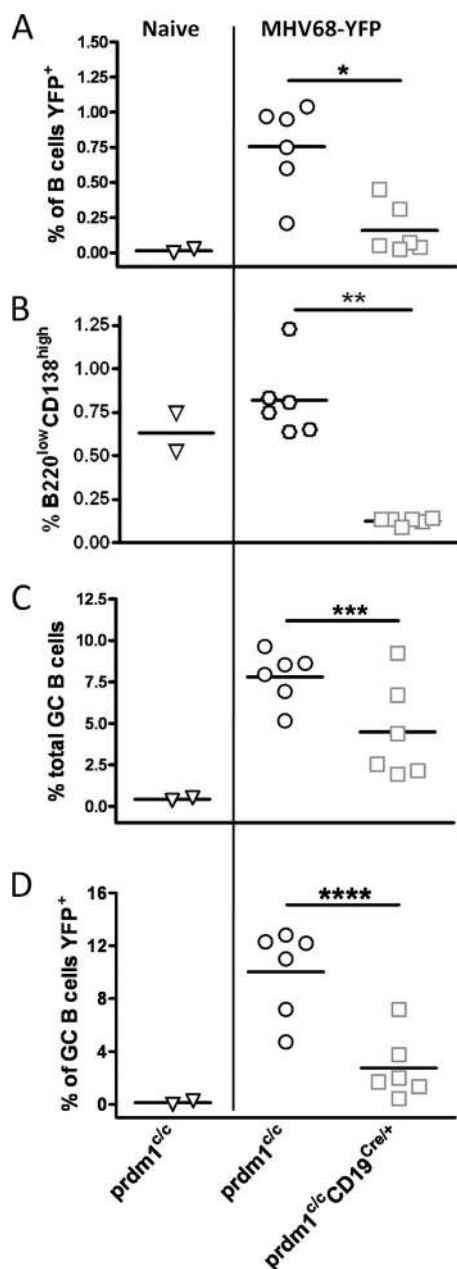 A
Naive
MHV68-YFP
% of B cells YFP+
1.50
1.25
1.00
0.75
0.50
0.25
0.00
*
B
% B220lowCD138high
1.25
1.00
0.75
0.50
0.25
0.00
**
C
% total GC B cells
12.5
10.0
7.5
5.0
2.5
0.0
***
D
% of GC B cells YFP+
16
12
8
4
0
****
prdm1c/c
prdm1c/c
prdm1c/cCD19Cre/+